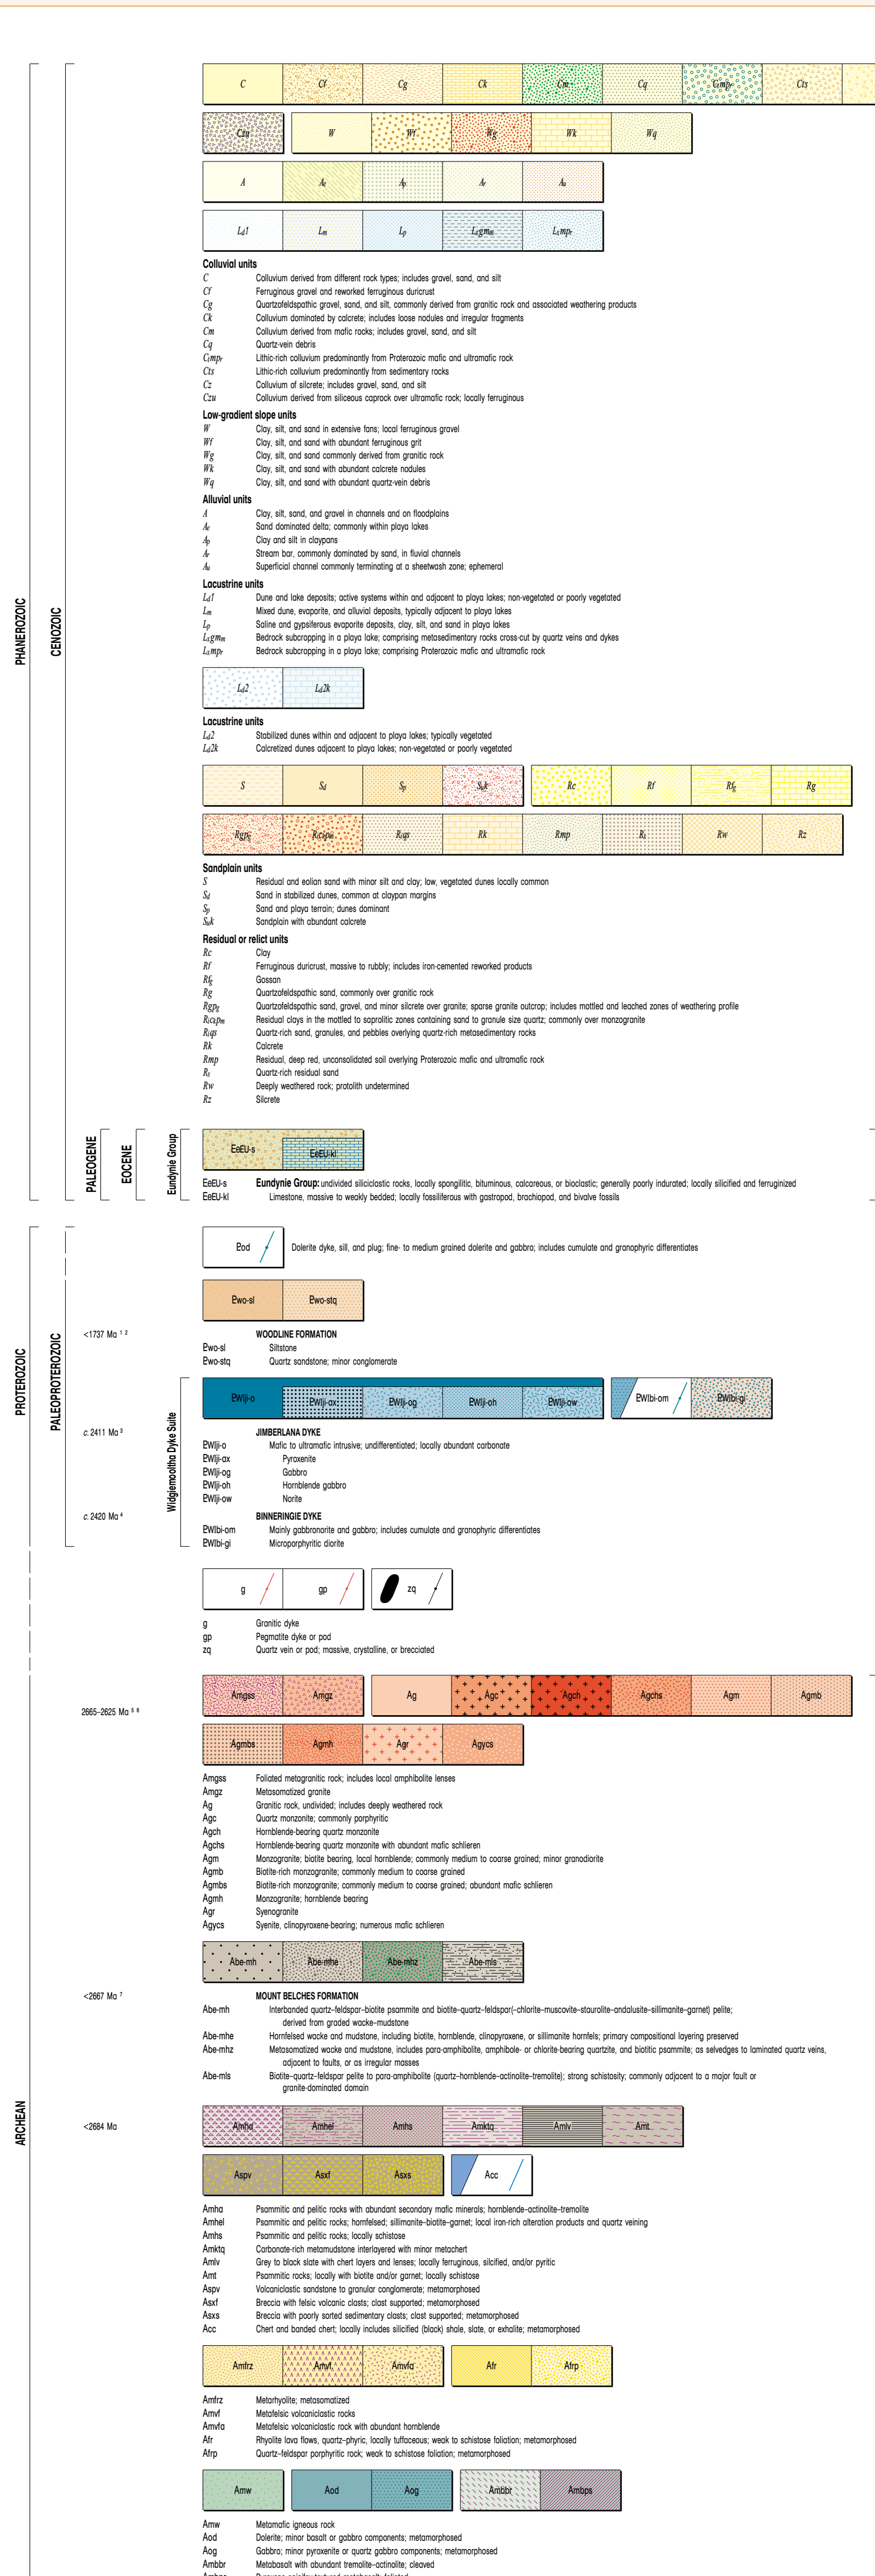 C Cf Cg Ck Cm Cq Cts
Czu W Wf Wg Wk Wq
A Ae Ap Ar Au
Ld1 Lm Lp Lxgmm Lxmpr
Colluvial units
C Colluvium derived from different rock types; includes gravel, sand, and silt
Cf Ferruginous gravel and reworked ferruginous duricrust
Cg Quartzofeldspathic gravel, sand, and silt, commonly derived from granitic rock and associated weathering products
Ck Colluvium dominated by calcrete; includes loose nodules and irregular fragments
Cm Colluvium derived from mafic rocks; includes gravel, sand, and silt
Cq Quartz-vein debris
Lithic-rich colluvium predominantly from Proterozoic mafic and ultramafic rock
Cts Lithic-rich colluvium predominantly from sedimentary rocks
Cz Colluvium of silcrete; includes gravel, sand, and silt
Czu Colluvium derived from siliceous caprock over ultramafic rock; locally ferruginous
Low-gradient slope units
W Clay, silt, and sand in extensive fans; local ferruginous gravel
Wf Clay, silt, and sand with abundant ferruginous grit
Wg Clay, silt, and sand commonly derived from granitic rock
Wk Clay, silt, and sand with abundant calcrete nodules
Wq Clay, silt, and sand with abundant quartz-vein debris
Alluvial units
A Clay, silt, sand, and gravel in channels and on floodplains
Ae Sand dominated delta; commonly within playa lakes
Ap Clay and silt in claypans
Ar Stream bar, commonly dominated by sand, in fluvial channels
Au Superficial channel commonly terminating at a sheetwash zone; ephemeral
Lacustrine units
Ld1 Dune and lake deposits; active systems within and adjacent to playa lakes; non-vegetated or poorly vegetated
Lm Mixed dune, evaporite, and alluvial deposits, typically adjacent to playa lakes
Lp Saline and gypsiferous evaporite deposits, clay, silt, and sand in playa lakes
Lxgmm Bedrock subcropping in a playa lake; comprising metasedimentary rocks cross-cut by quartz veins and dykes
Lxmpr Bedrock subcropping in a playa lake; comprising Proterozoic mafic and ultramafic rock
PHANEROZOIC
CENOZOIC
Ld2 Ld2k
Lacustrine units
Ld2 Stabilized dunes within and adjacent to playa lakes; typically vegetated
Ld2k Calcretized dunes adjacent to playa lakes; non-vegetated or poorly vegetated
S Sd Sp Rc Rf Rfg Rg
Rgpg Rk Rmp Rw Rz
Sandplain units
S Residual and eolian sand with minor silt and clay; low, vegetated dunes locally common
Sd Sand in stabilized dunes, common at claypan margins
Sp Sand and playa terrain; dunes dominant
Sandplain with abundant calcrete
Residual or relict units
Rc Clay
Rf Ferruginous duricrust, massive to rubbly; includes iron-cemented reworked products
Rfg Gossan
Rg Quartzofeldspathic sand, commonly over granitic rock
Rgpg Quartzofeldspathic sand, gravel, and minor silcrete over granite; sparse granite outcrop; includes mottled and leached zones of weathering profile
Residual clays in the mottled to saprolitic zones containing sand to granule size quartz; commonly over monzogranite
Quartz-rich sand, granules, and pebbles overlying quartz-rich metasedimentary rocks
Rk Calcrete
Rmp Residual, deep red, unconsolidated soil overlying Proterozoic mafic and ultramafic rock
Quartz-rich residual sand
Rw Deeply weathered rock; protolith undetermined
Rz Silcrete
PALEOGENE
EOCENE
Eundynie Group
EeEU-s EeEU-kl
EeEU-s Eundynie Group: undivided siliciclastic rocks, locally spongilitic, bituminous, calcareous, or bioclastic; generally poorly indurated; locally silicified and ferruginized
EeEU-kl Limestone, massive to weakly bedded; locally fossiliferous with gastropod, brachiopod, and bivalve fossils
Ƥod Dolerite dyke, sill, and plug; fine- to medium grained dolerite and gabbro; includes cumulate and granophyric differentiates
Ƥwo-sl Ƥwo-stq
<1737 Ma 1 2
WOODLINE FORMATION
Ƥwo-sl Siltstone
Ƥwo-stq Quartz sandstone; minor conglomerate
PROTEROZOIC
PALEOPROTEROZOIC
Widgiemooltha Dyke Suite
ƤWIji-o ƤWIji-ax ƤWIji-og ƤWIji-oh ƤWIji-ow ƤWIbi-om ƤWIbi-gi
c. 2411 Ma 3
JIMBERLANA DYKE
ƤWIji-o Mafic to ultramafic intrusive; undifferentiated; locally abundant carbonate
ƤWIji-ax Pyroxenite
ƤWIji-og Gabbro
ƤWIji-oh Hornblende gabbro
ƤWIji-ow Norite
c. 2420 Ma 4
BINNERINGIE DYKE
ƤWIbi-om Mainly gabbronorite and gabbro; includes cumulate and granophyric differentiates
ƤWIbi-gi Microporphyritic diorite
g gp zq
g Granitic dyke
gp Pegmatite dyke or pod
zq Quartz vein or pod; massive, crystalline, or brecciated
Amgss Amgz Ag Agc Agch Agchs Agm Agmb
2665–2625 Ma 5 6
Agmbs Agmh Agr Agycs
Amgss Foliated metagranitic rock; includes local amphibolite lenses
Amgz Metasomatized granite
Ag Granitic rock, undivided; includes deeply weathered rock
Agc Quartz monzonite; commonly porphyritic
Agch Hornblende-bearing quartz monzonite
Agchs Hornblende-bearing quartz monzonite with abundant mafic schlieren
Agm Monzogranite; biotite bearing, local hornblende; commonly medium to coarse grained; minor granodiorite
Agmb Biotite-rich monzogranite; commonly medium to coarse grained
Agmbs Biotite-rich monzogranite; commonly medium to coarse grained; abundant mafic schlieren
Agmh Monzogranite; hornblende bearing
Agr Syenogranite
Agycs Syenite, clinopyroxene-bearing; numerous mafic schlieren
Abe-mh Abe-mhe Abe-mhz Abe-mls
<2667 Ma 7
MOUNT BELCHES FORMATION
Abe-mh Interbanded quartz–feldspar–biotite psammite and biotite–quartz–feldspar(–chlorite–muscovite–staurolite–andalusite–sillimanite–garnet) pelite;
derived from graded wacke–mudstone
Abe-mhe Hornfelsed wacke and mudstone, including biotite, hornblende, clinopyroxene, or sillimanite hornfels; primary compositional layering preserved
Abe-mhz Metasomatized wacke and mudstone, includes para-amphibolite, amphibole- or chlorite-bearing quartzite, and biotitic psammite; as selvedges to laminated quartz veins,
adjacent to faults, or as irregular masses
Abe-mls Biotite–quartz–feldspar pelite to para-amphibolite (quartz–hornblende–actinolite–tremolite); strong schistosity; commonly adjacent to a major fault or
granite-dominated domain
ARCHEAN
<2684 Ma
Amha Amhel Amhs Amktq Amlv Amt
Aspv Asxf Asxs Acc
Amha Psammitic and pelitic rocks with abundant secondary mafic minerals; hornblende–actinolite–tremolite
Amhel Psammitic and pelitic rocks; hornfelsed; sillimanite–biotite–garnet; local iron-rich alteration products and quartz veining
Amhs Psammitic and pelitic rocks; locally schistose
Amktq Carbonate-rich metamudstone interlayered with minor metachert
Amlv Grey to black slate with chert layers and lenses; locally ferruginous, silcified, and/or pyritic
Amt Psammitic rocks; locally with biotite and/or garnet; locally schistose
Aspv Volcaniclastic sandstone to granular conglomerate; metamorphosed
Asxf Breccia with felsic volcanic clasts; clast supported; metamorphosed
Asxs Breccia with poorly sorted sedimentary clasts; clast supported; metamorphosed
Acc Chert and banded chert; locally includes silicified (black) shale, slate, or exhalite; metamorphosed
Amfrz Amvf Amvfa Afr Afrp
Amfrz Metarhyolite; metasomatized
Amvf Metafelsic volcaniclastic rocks
Amvfa Metafelsic volcaniclastic rock with abundant hornblende
Afr Rhyolite lava flows, quartz–phyric, locally tuffaceous; weak to schistose foliation; metamorphosed
Afrp Quartz–feldspar porphyritic rock; weak to schistose foliation; metamorphosed
Amw Aod Aog Ambbr Ambps
Amw Metamafic igneous rock
Aod Dolerite; minor basalt or gabbro components; metamorphosed
Aog Gabbro; minor pyroxenite or quartz gabbro components; metamorphosed
Ambbr Metabasalt with abundant tremolite–actinolite; cleaved